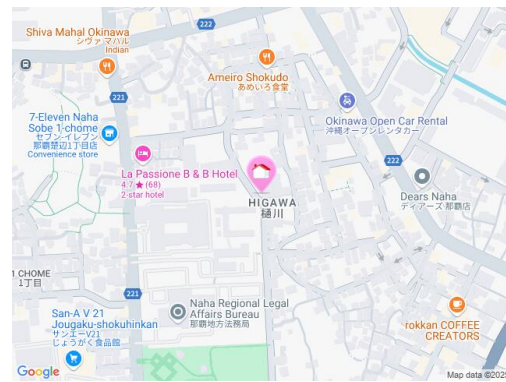 Shiva Mahal Okinawa
シヴァ マハル
Indian
221
7-Eleven Naha
Sobe 1-chome
セブン-イレブン
那覇楚辺1丁目店
Convenience store
Ameiro Shokudo
あめいろ食堂
222
Okinawa Open Car Rental
沖縄オープンレンタカー
222
La Passione B & B Hotel
4.7 ★ (68)
2-star hotel
HIGAWA
樋川
Dears Naha
ディアーズ那覇店
1 CHOME
1丁目
221
San-A V 21
Jougaku-shokuhinkan
サンエーV21
じょうがく食品館
Naha Regional Legal
Affairs Bureau
那覇地方法務局
rokkan COFFEE
CREATORS
Google
Map data ©2025